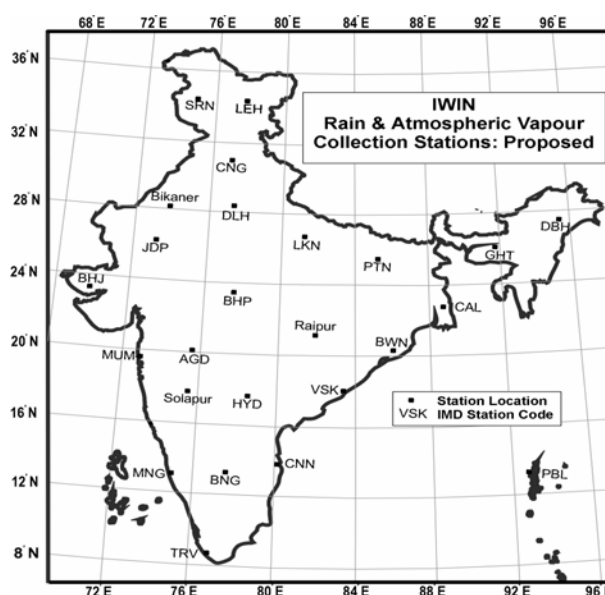 68°E 72°E 76°E 80°E 84°E 88°E 92°E 96°E
36°N
32°N
28°N
24°N
20°N
16°N
12°N
8°N
IWIN
Rain & Atmospheric Vapour
Collection Stations: Proposed
SRN
LEH
CNG
Bikaner
DLH
JDP
LKN
PTN
DBH
GHT
BHJ
BHP
CAL
Raipur
MUM
AGD
BWN
Solapur
HYD
VSK
Station Location
VSK IMD Station Code
MNG
BNG
CNN
PBL
TRV
72°E 76°E 80°E 84°E 88°E 92°E 96°E